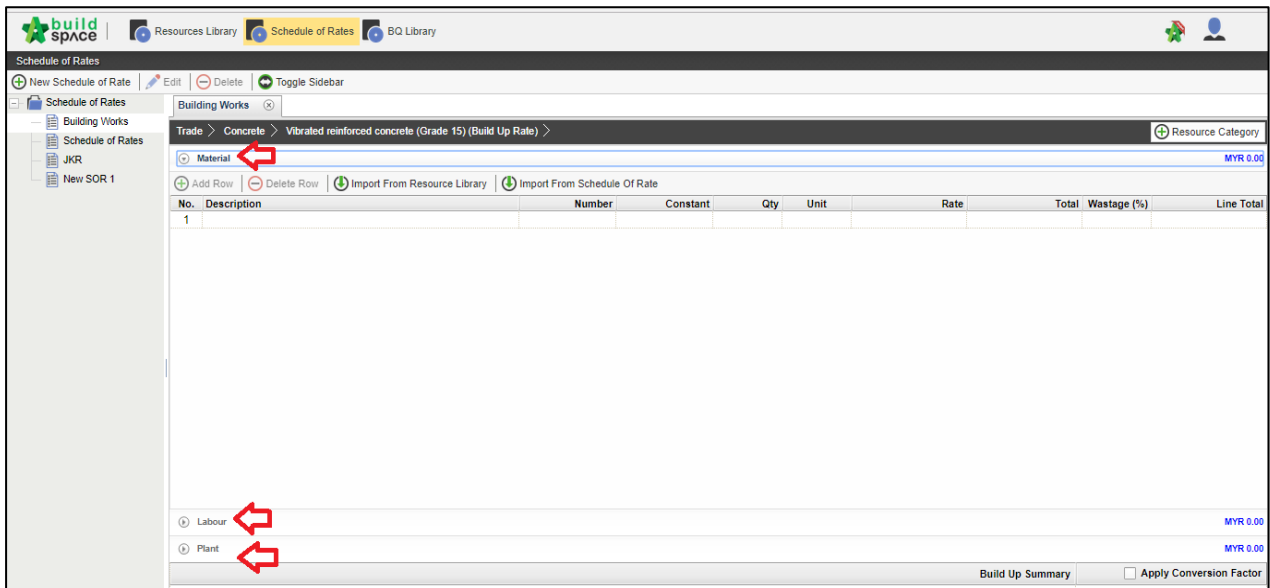 build space Resources Library Schedule of Rates BQ Library
Schedule of Rates
New Schedule of Rate Edit Delete Toggle Sidebar
Schedule of Rates
Building Works
Schedule of Rates
JKR
New SOR 1
Building Works
Trade > Concrete > Vibrated reinforced concrete (Grade 15) (Build Up Rate) > Resource Category
Material MYR 0.00
Add Row Delete Row Import From Resource Library Import From Schedule Of Rate
No. Description Number Constant Qty Unit Rate Total Wastage (%) Line Total
1
Labour MYR 0.00
Plant MYR 0.00
Build Up Summary Apply Conversion Factor